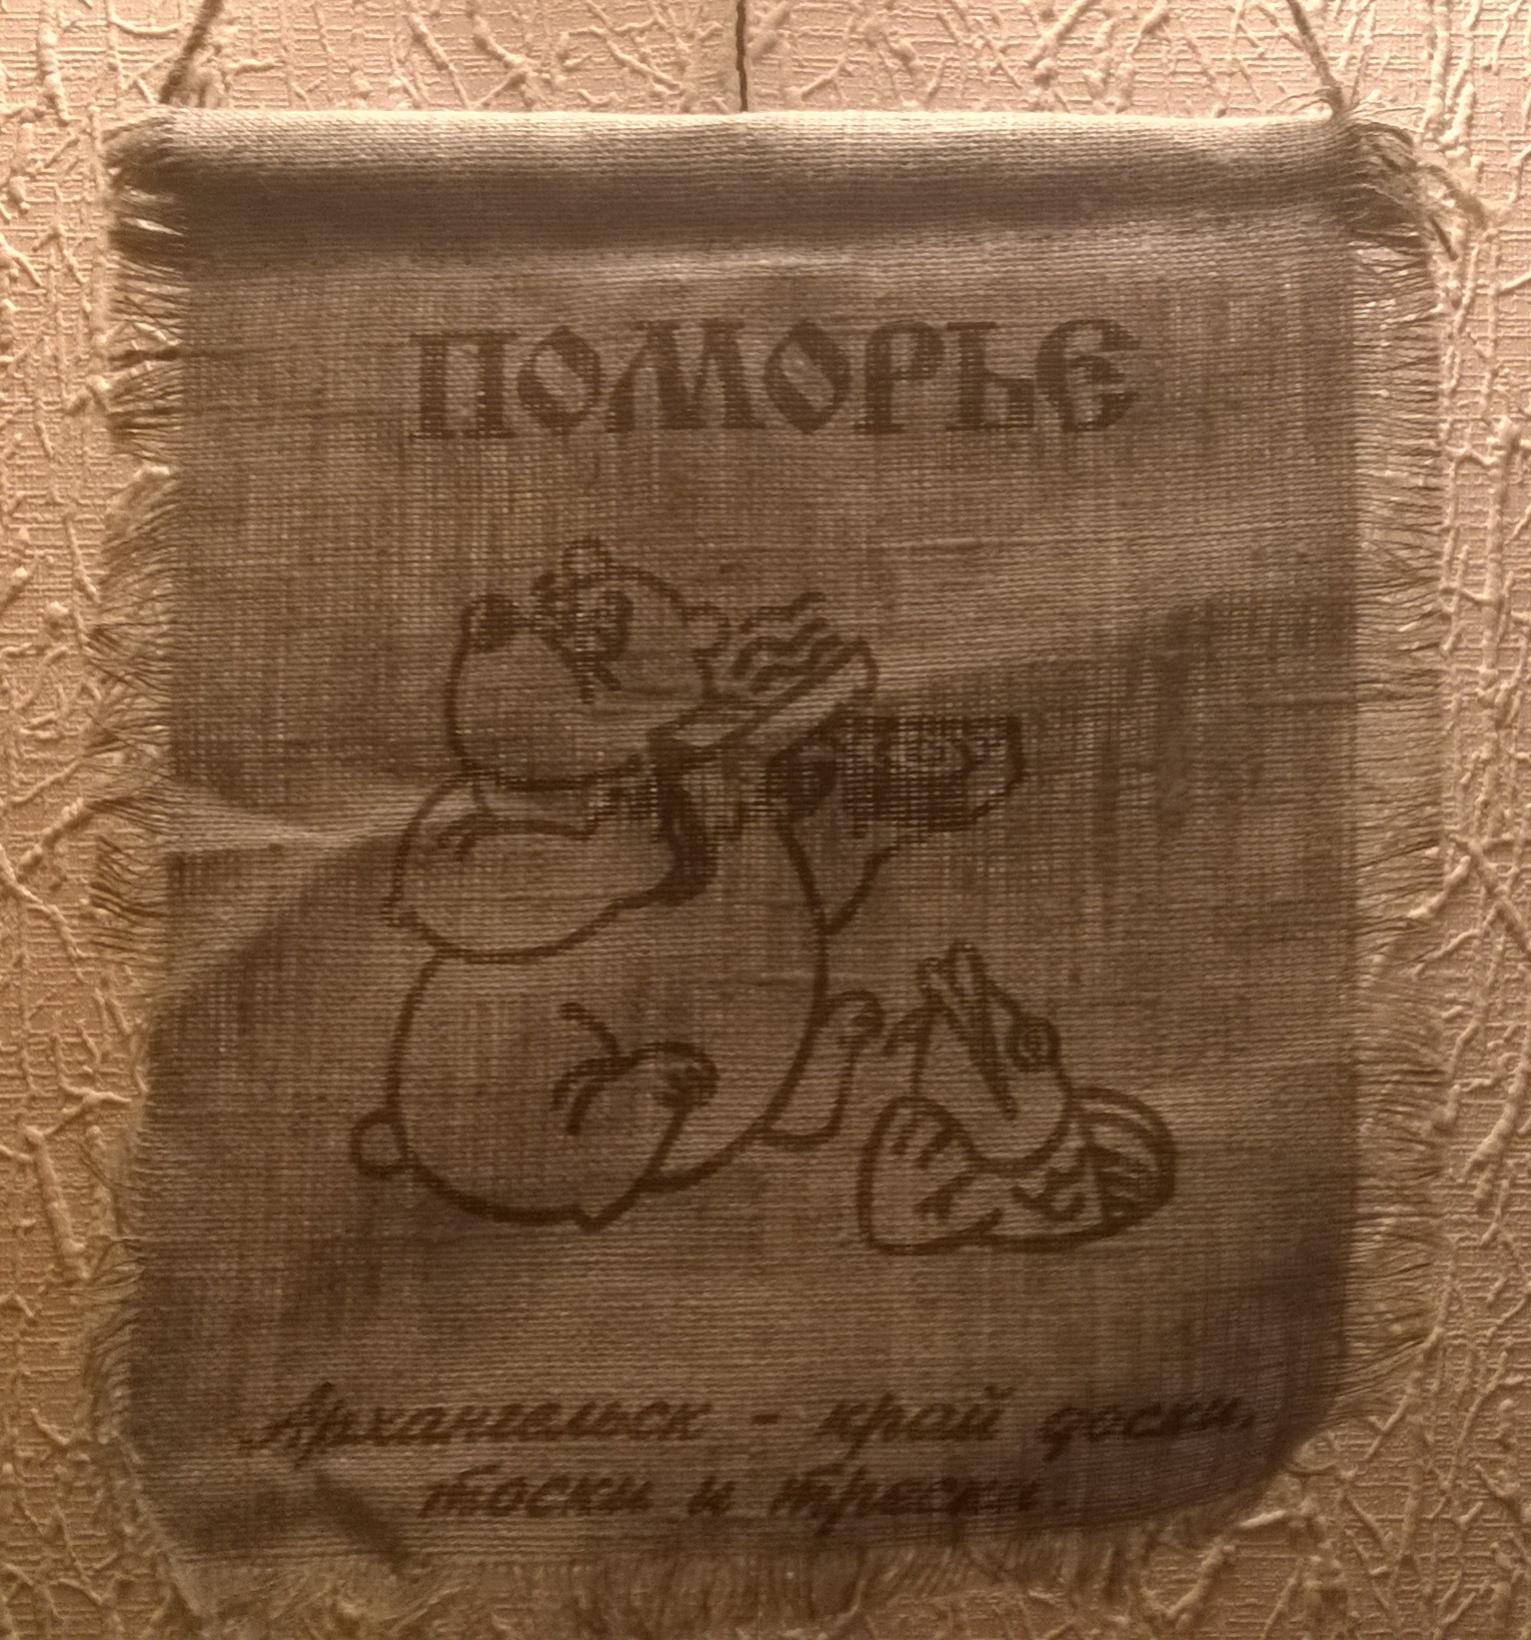 ПОМОРЬЕ
Архангельск - край доски,
тоски и трески.